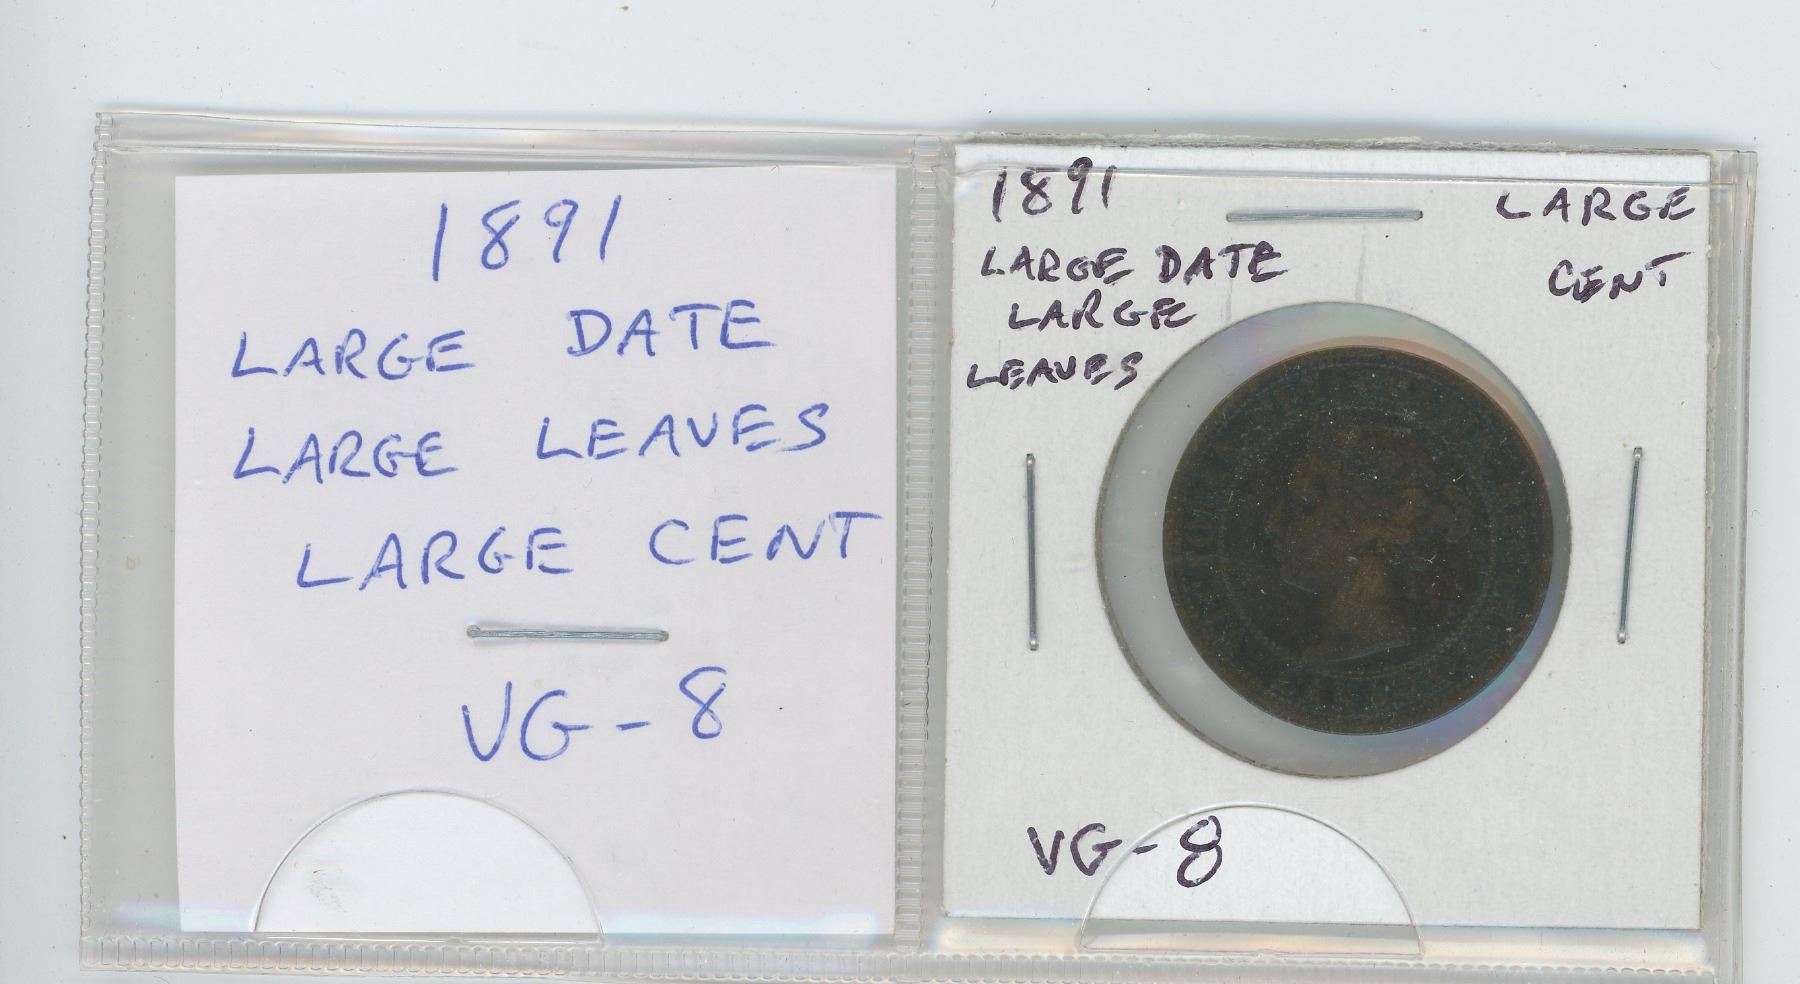 1891
LARGE DATE
LARGE LEAVES
LARGE CENT
VG-8
1891
LARGE DATE
LARGE
LEAVES
LARGE
CENT
VG-8